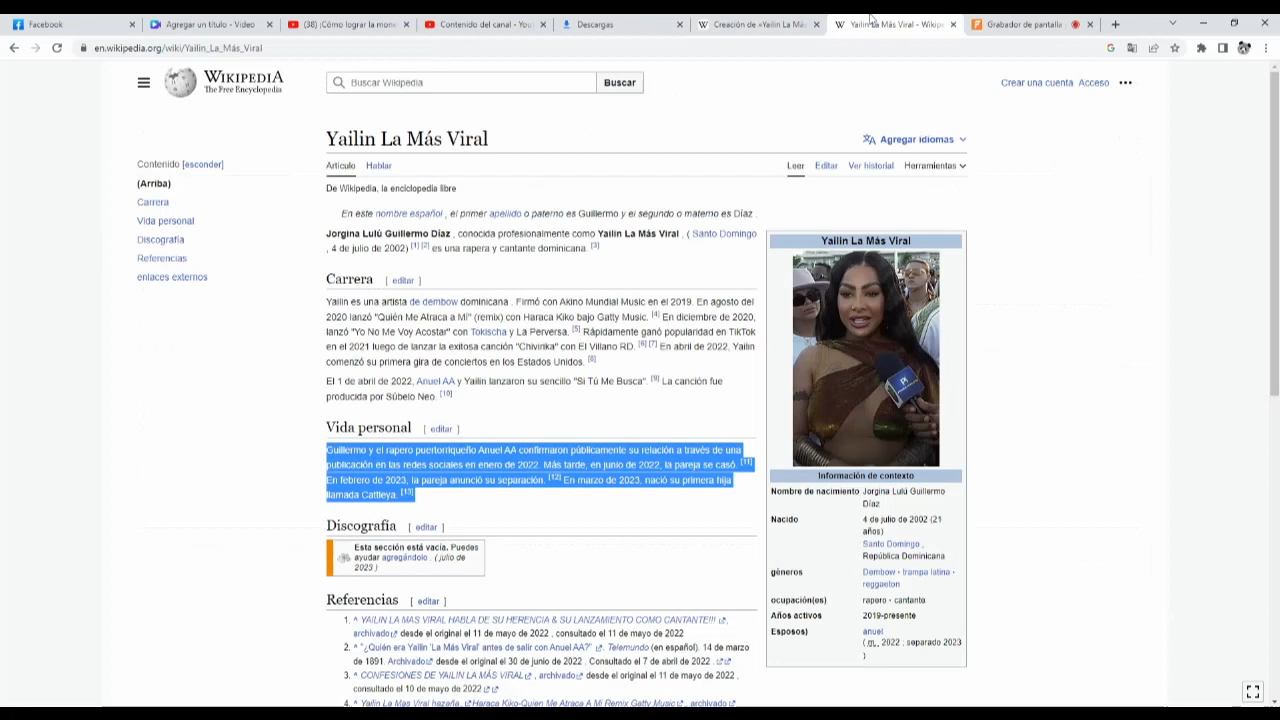 Facebook
Agregar un título - Video
(38) ¿Cómo lograr la mone
Contenido del canal - You
Descargas
Creación de «Yailin La Má
Yailin La Más Viral - Wikipe
Grabador de pantalla
en.wikipedia.org/wiki/Yailin_La_Más_Viral
WIKIPEDIA
The Free Encyclopedia
Buscar Wikipedia
Buscar
Crear una cuenta Acceso
Yailin La Más Viral
Agregar idiomas
Contenido [esconder]
(Arriba)
Carrera
Vida personal
Discografía
Referencias
enlaces externos
Artículo Hablar
Leer Editar Ver historial Herramientas
De Wikipedia, la enciclopedia libre
En este nombre español , el primer apellido o paterno es Guillermo y el segundo o materno es Díaz .
Jorgina Lulú Guillermo Díaz , conocida profesionalmente como Yailin La Más Viral , ( Santo Domingo
, 4 de julio de 2002) [1] [2] es una rapera y cantante dominicana. [3]
Carrera [ editar ]
Yailin es una artista de dembow dominicana . Firmó con Akino Mundial Music en el 2019. En agosto del
2020 lanzó "Quién Me Atraca a Mí" (remix) con Haraca Kiko bajo Gatty Music. [4] En diciembre de 2020,
lanzó "Yo No Me Voy Acostar" con Tokischa y La Perversa. [5] Rápidamente ganó popularidad en TikTok
en el 2021 luego de lanzar la exitosa canción "Chivirika" con El Villano RD. [6] [7] En abril de 2022, Yailin
comenzó su primera gira de conciertos en los Estados Unidos. [8]
El 1 de abril de 2022, Anuel AA y Yailin lanzaron su sencillo "Si Tú Me Busca". [9] La canción fue
producida por Súbelo Neo. [10]
Vida personal [ editar ]
Guillermo y el rapero puertorriqueño Anuel AA confirmaron públicamente su relación a través de una
publicación en las redes sociales en enero de 2022. Más tarde, en junio de 2022, la pareja se casó. [11]
En febrero de 2023, la pareja anunció su separación. [12] En marzo de 2023, nació su primera hija
llamada Cattleya. [13]
Discografía [ editar ]
Esta sección está vacía. Puedes
ayudar agregándolo . ( julio de
2023 )
Referencias [ editar ]
1. ^ YAILIN LA MAS VIRAL HABLA DE SU HERENCIA & SU LANZAMIENTO COMO CANTANTE!!! ,
archivado desde el original el 11 de mayo de 2022 , consultado el 11 de mayo de 2022
2. ^ "¿Quién era Yailin 'La Más Viral' antes de salir con Anuel AA?" . Telemundo (en español). 14 de marzo
de 1891. Archivado desde el original el 30 de junio de 2022 . Consultado el 7 de abril de 2022 .
3. ^ CONFESIONES DE YAILIN LA MÁS VIRAL , archivado desde el original el 11 de mayo de 2022 ,
consultado el 10 de mayo de 2022
4. ^ Yailin La Mas Viral hazaña. Haraca Kiko-Quien Me Atraca A Mi Remix Gatty Music , archivado
Yailin La Más Viral
Información de contexto
Nombre de nacimiento Jorgina Lulú Guillermo
Díaz
Nacido 4 de julio de 2002 (21
años)
Santo Domingo ,
República Dominicana
géneros Dembow · trampa latina ·
reggaeton
ocupación(es) rapero · cantante
Años activos 2019-presente
Esposo(s) anuel
( m. 2022 ; separado 2023
)